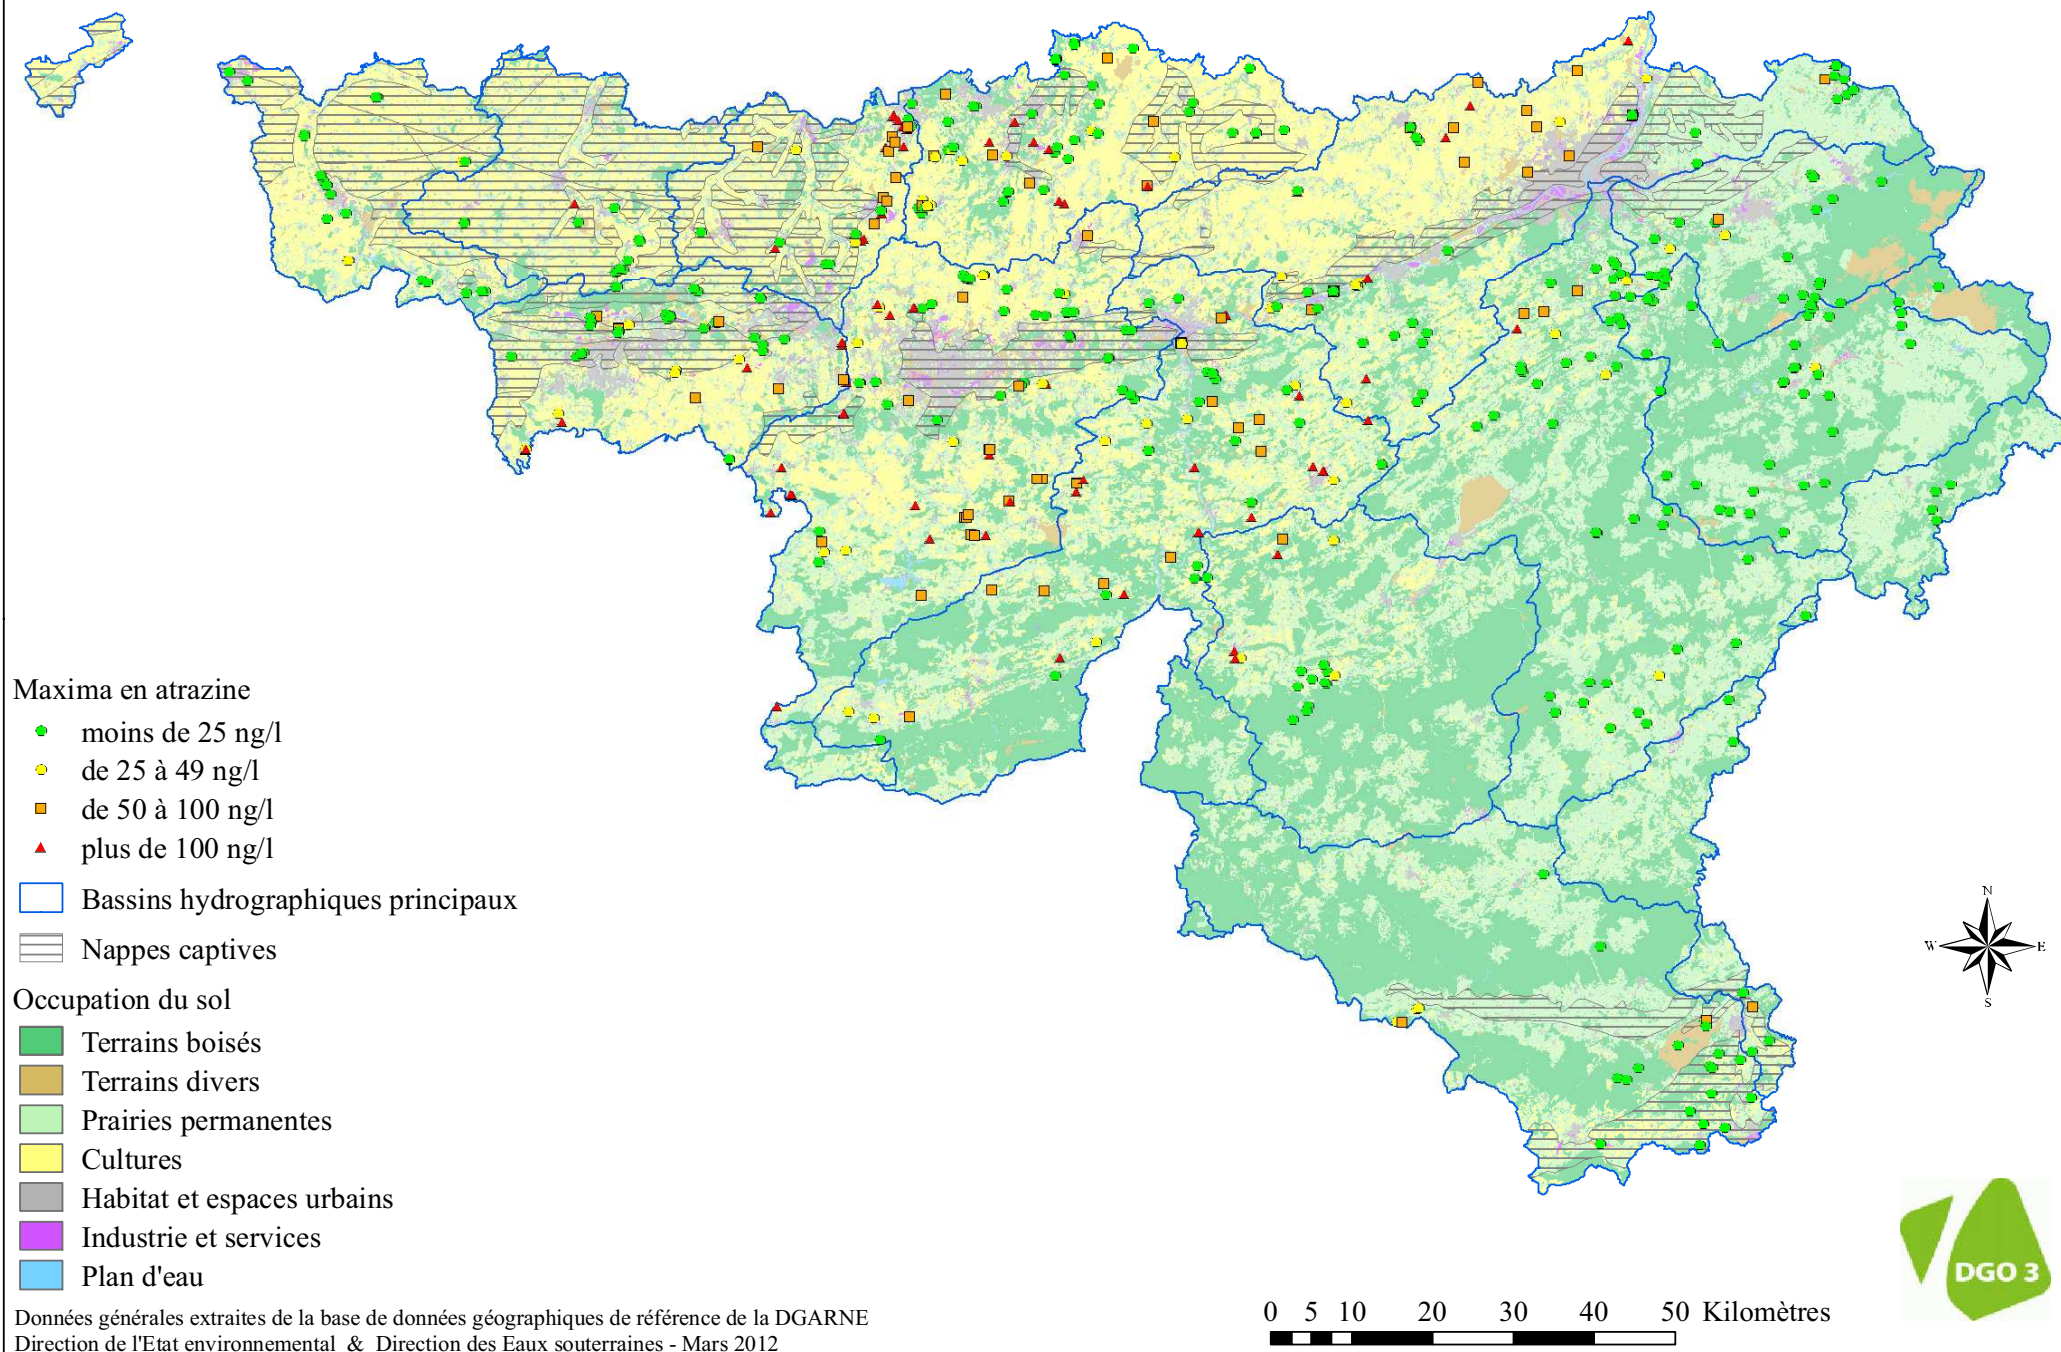 Maxima en atrazine
moins de 25 ng/l
de 25 à 49 ng/l
de 50 à 100 ng/l
plus de 100 ng/l
Bassins hydrographiques principaux
Nappes captives
Occupation du sol
Terrains boisés
Terrains divers
Prairies permanentes
Cultures
Habitat et espaces urbains
Industrie et services
Plan d'eau
Données générales extraites de la base de données géographiques de référence de la DGARNE
Direction de l'Etat environnemental & Direction des Eaux souterraines - Mars 2012
N
W E
S
DGO 3
0 5 10 20 30 40 50 Kilomètres